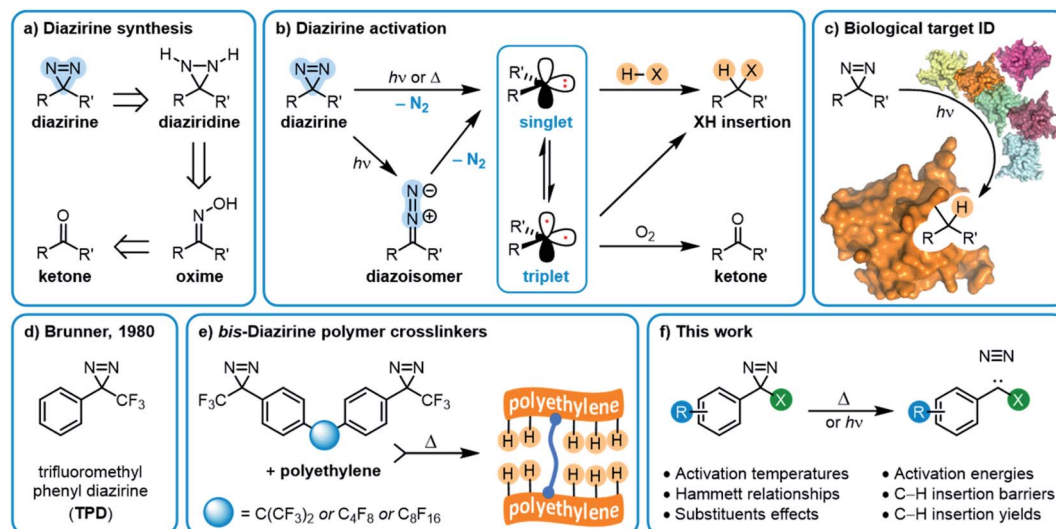 a) Diazirine synthesis
N=N
R R'
diazirine
H N–N H
R R'
diaziridine
O
R R'
ketone
N OH
R R'
oxime
b) Diazirine activation
N=N
R R'
diazirine
hν or Δ
– N₂
hν
N ⊖
N ⊕
R R'
diazoisomer
– N₂
R'
R
singlet
R'
R
triplet
H–X
H X
R R'
XH insertion
O₂
O
R R'
ketone
c) Biological target ID
N=N
R R'
hν
H
R R'
d) Brunner, 1980
N=N
CF₃
trifluoromethyl
phenyl diazirine
(TPD)
e) bis-Diazirine polymer crosslinkers
N=N N=N
F₃C CF₃
+ polyethylene
= C(CF₃)₂ or C₄F₈ or C₈F₁₆
Δ
polyethylene
H H H H H
H H H H H
polyethylene
f) This work
N=N
R X
Δ
or hν
N≡N
R X
• Activation temperatures
• Hammett relationships
• Substituents effects
• Activation energies
• C–H insertion barriers
• C–H insertion yields